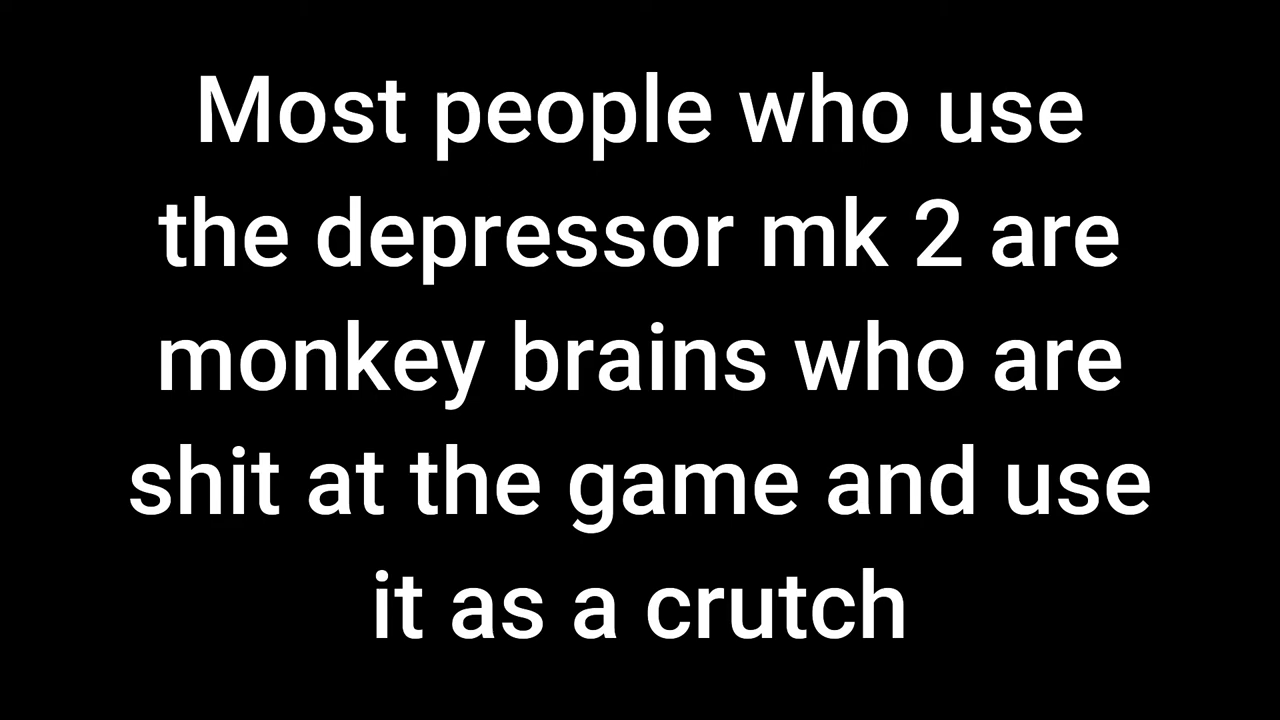 Most people who use
the depressor mk 2 are
monkey brains who are
shit at the game and use
it as a crutch